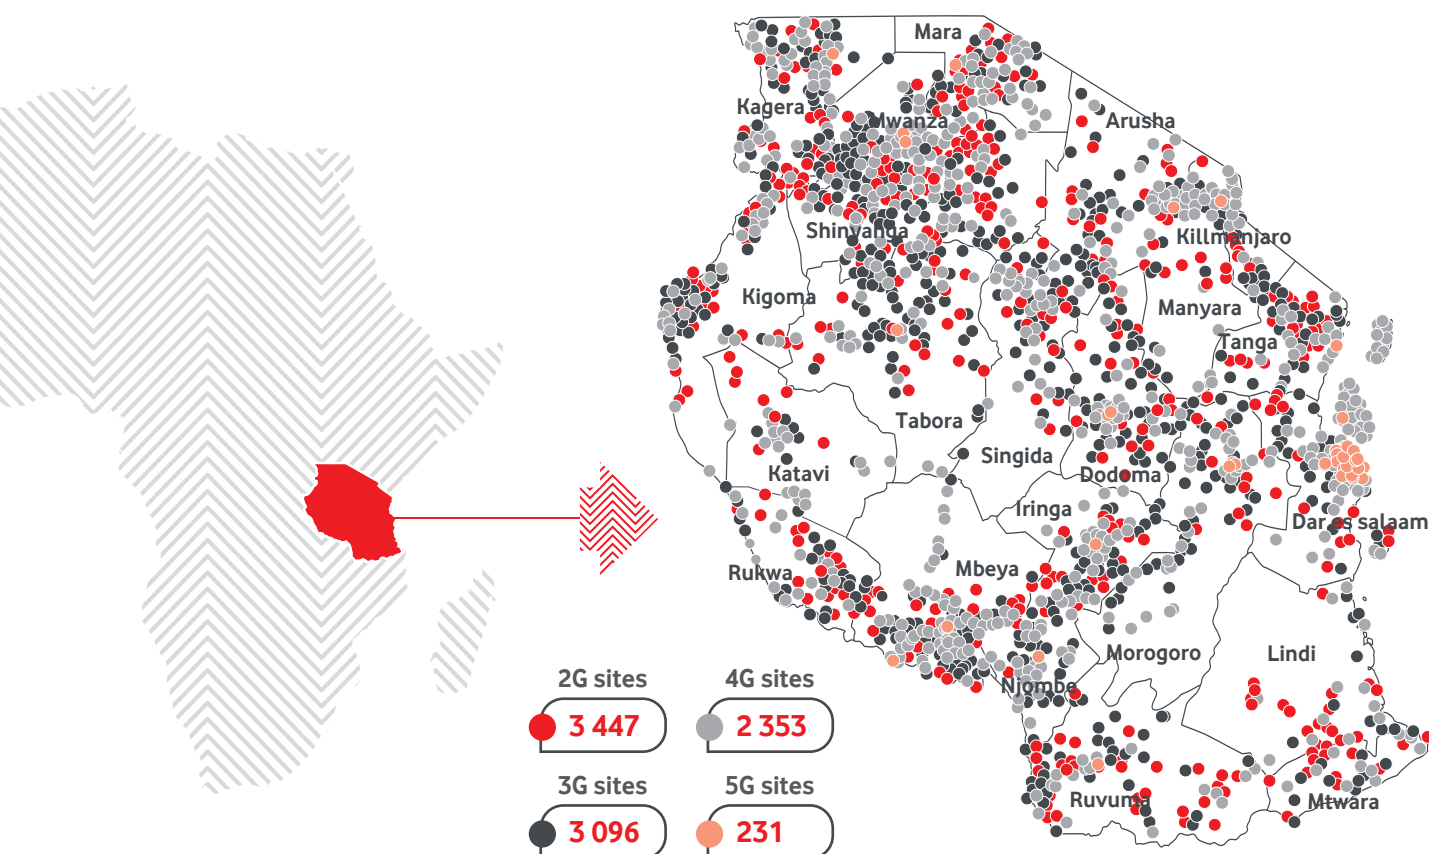 Mara
Kagera
Mwanza
Arusha
Shinyanga
Killmanjaro
Kigoma
Manyara
Tanga
Tabora
Singida
Katavi
Dodoma
Iringa
Dar es salaam
Rukwa
Mbeya
Morogoro
Lindi
Njombe
Ruvuma
Mtwara
2G sites
3 447
4G sites
2 353
3G sites
3 096
5G sites
231